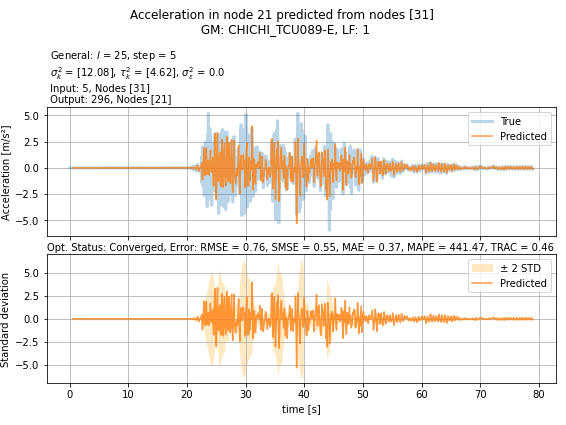 Acceleration in node 21 predicted from nodes [31]
GM: CHICHI_TCU089-E, LF: 1
General: l = 25, step = 5
σ²ₖ = [12.08], τ²ₖ = [4.62], σ²ε = 0.0
Input: 5, Nodes [31]
Output: 296, Nodes [21]
Acceleration [m/s²]
5.0
2.5
0.0
−2.5
−5.0
True
Predicted
Opt. Status: Converged, Error: RMSE = 0.76, SMSE = 0.55, MAE = 0.37, MAPE = 441.47, TRAC = 0.46
Standard deviation
5.0
2.5
0.0
−2.5
−5.0
± 2 STD
Predicted
0 10 20 30 40 50 60 70 80
time [s]